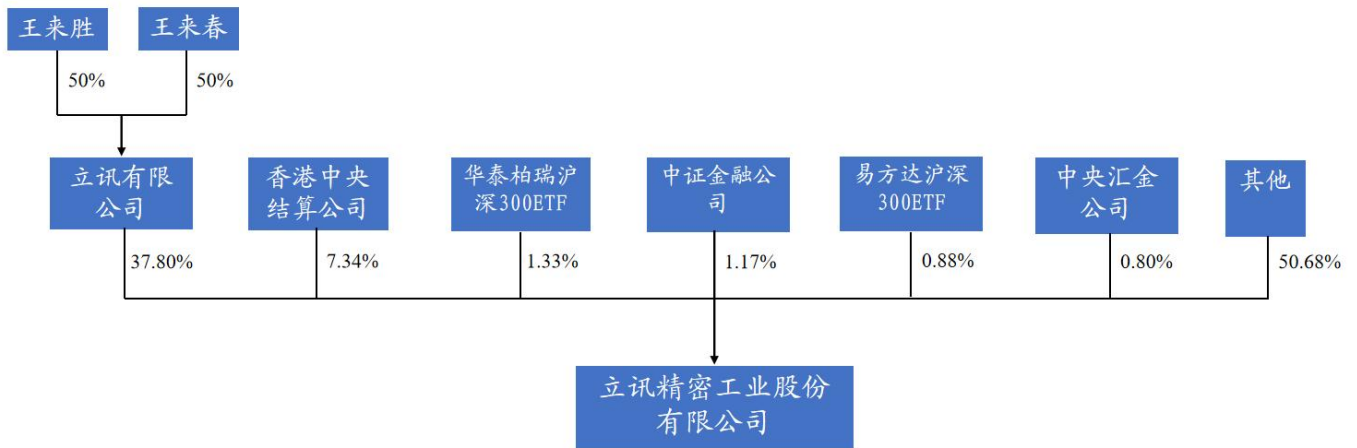 王来胜
王来春
50%
50%
立讯有限
公司
香港中央
结算公司
华泰柏瑞沪
深300ETF
中证金融公
司
易方达沪深
300ETF
中央汇金
公司
其他
37.80%
7.34%
1.33%
1.17%
0.88%
0.80%
50.68%
立讯精密工业股份
有限公司